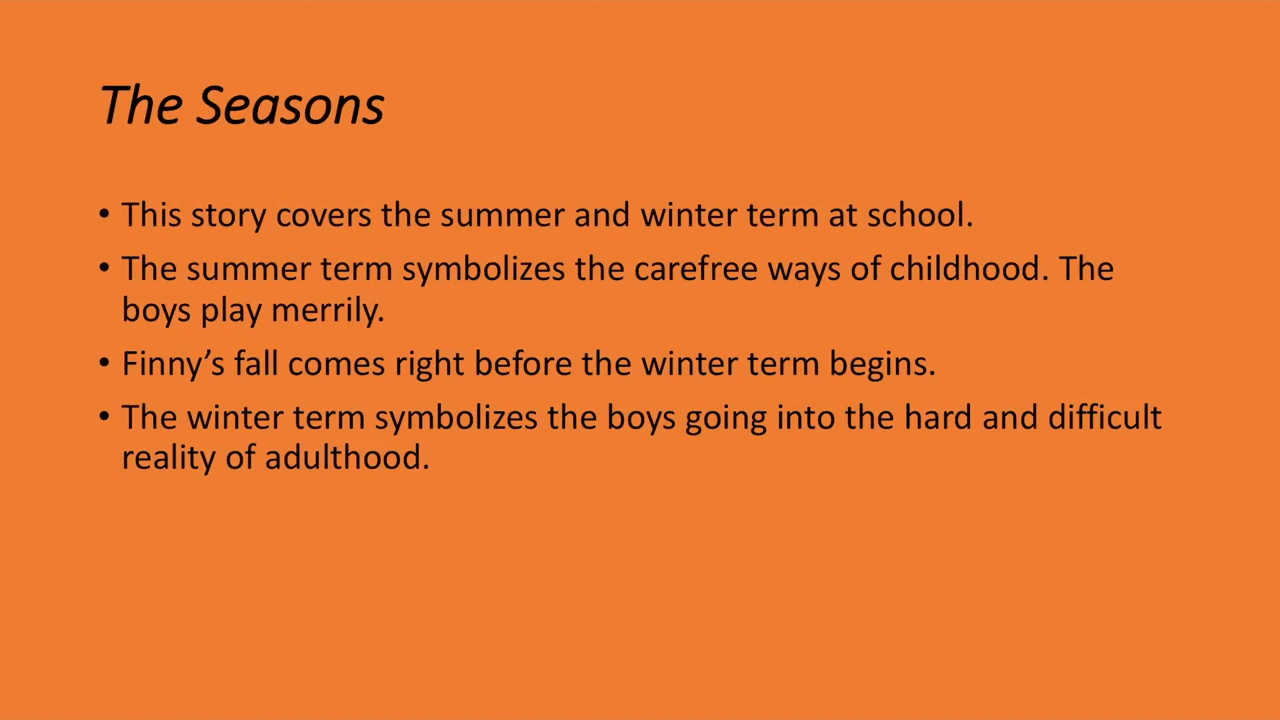 The Seasons
• This story covers the summer and winter term at school.
• The summer term symbolizes the carefree ways of childhood. The
boys play merrily.
• Finny’s fall comes right before the winter term begins.
• The winter term symbolizes the boys going into the hard and difficult
reality of adulthood.